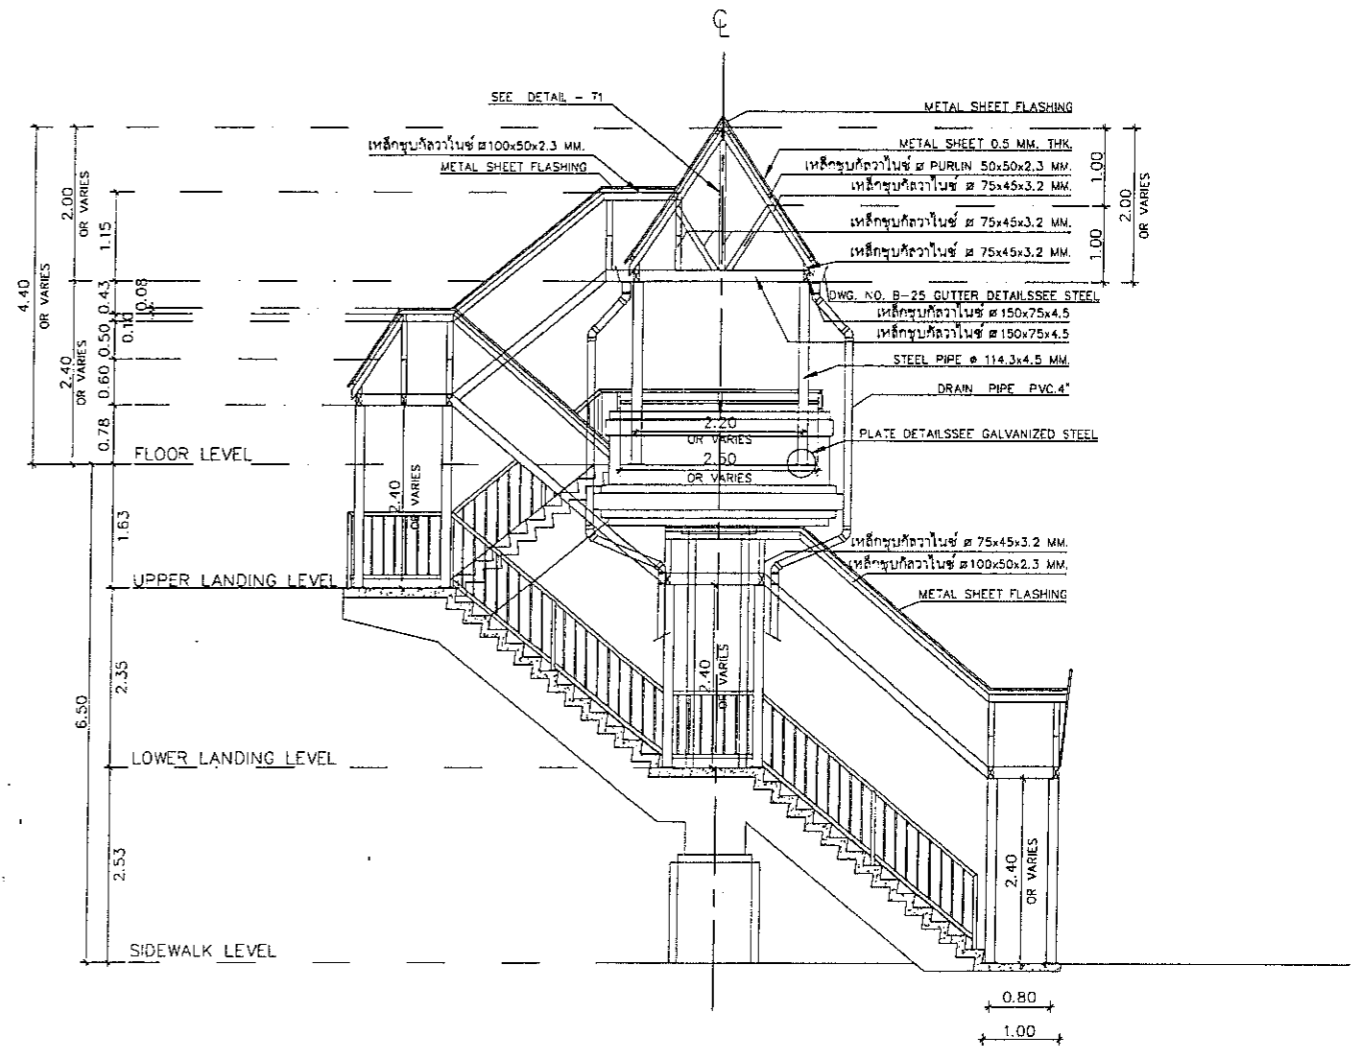 ℄
SEE DETAIL - T1
METAL SHEET FLASHING
เหล็กชุบกัลวาไนซ์ ⌀100x50x2.3 MM.
METAL SHEET FLASHING
METAL SHEET 0.5 MM. THK.
เหล็กชุบกัลวาไนซ์ ⌀ PURLIN 50x50x2.3 MM.
เหล็กชุบกัลวาไนซ์ ⌀ 75x45x3.2 MM.
เหล็กชุบกัลวาไนซ์ ⌀ 75x45x3.2 MM.
เหล็กชุบกัลวาไนซ์ ⌀ 75x45x3.2 MM.
DWG. NO. B-25 GUTTER DETAILSSEE STEEL
เหล็กชุบกัลวาไนซ์ ⌀150x75x4.5
เหล็กชุบกัลวาไนซ์ ⌀150x75x4.5
STEEL PIPE ⌀ 114.3x4.5 MM.
DRAIN PIPE PVC.4"
PLATE DETAILSSEE GALVANIZED STEEL
1.00
1.00
2.00
OR VARIES
4.40
OR VARIES
2.00
OR VARIES
2.40
OR VARIES
1.15
0.43
0.08
0.10
0.50
0.60
0.78
2.20
OR VARIES
2.50
OR VARIES
FLOOR LEVEL
2.40
OR VARIES
1.63
UPPER LANDING LEVEL
เหล็กชุบกัลวาไนซ์ ⌀ 75x45x3.2 MM.
เหล็กชุบกัลวาไนซ์ ⌀100x50x2.3 MM.
METAL SHEET FLASHING
2.40
OR VARIES
6.50
2.35
LOWER LANDING LEVEL
2.53
2.40
OR VARIES
SIDEWALK LEVEL
0.80
1.00